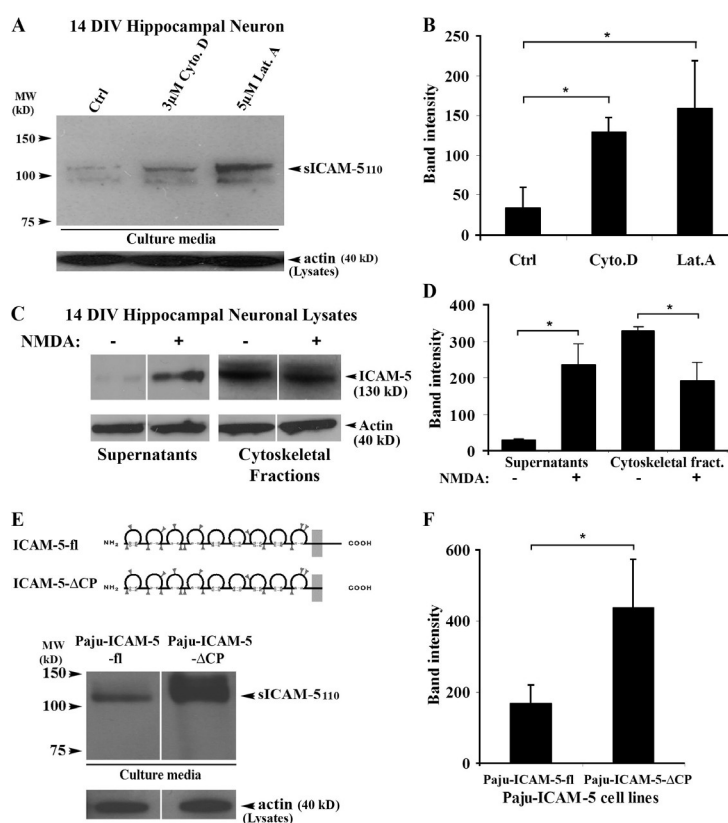 A
14 DIV Hippocampal Neuron
MW
(kD)
Ctrl
3µM Cyto. D
5µM Lat. A
150
100
75
sICAM-5110
Culture media
actin (40 kD)
(Lysates)
B
Band intensity
250
200
150
100
50
0
*
*
Ctrl Cyto.D Lat.A
C
14 DIV Hippocampal Neuronal Lysates
NMDA: - + - +
ICAM-5
(130 kD)
Actin
(40 kD)
Supernatants
Cytoskeletal
Fractions
D
Band intensity
400
300
200
100
0
*
*
Supernatants Cytoskeletal fract.
NMDA: - + - +
E
ICAM-5-fl
NH2 COOH
ICAM-5-ΔCP
NH2 COOH
MW
(kD)
Paju-ICAM-5
-fl
Paju-ICAM-5
-ΔCP
150
100
75
sICAM-5110
Culture media
actin (40 kD)
(Lysates)
F
Band intensity
600
400
200
0
*
Paju-ICAM-5-fl Paju-ICAM-5-ΔCP
Paju-ICAM-5 cell lines